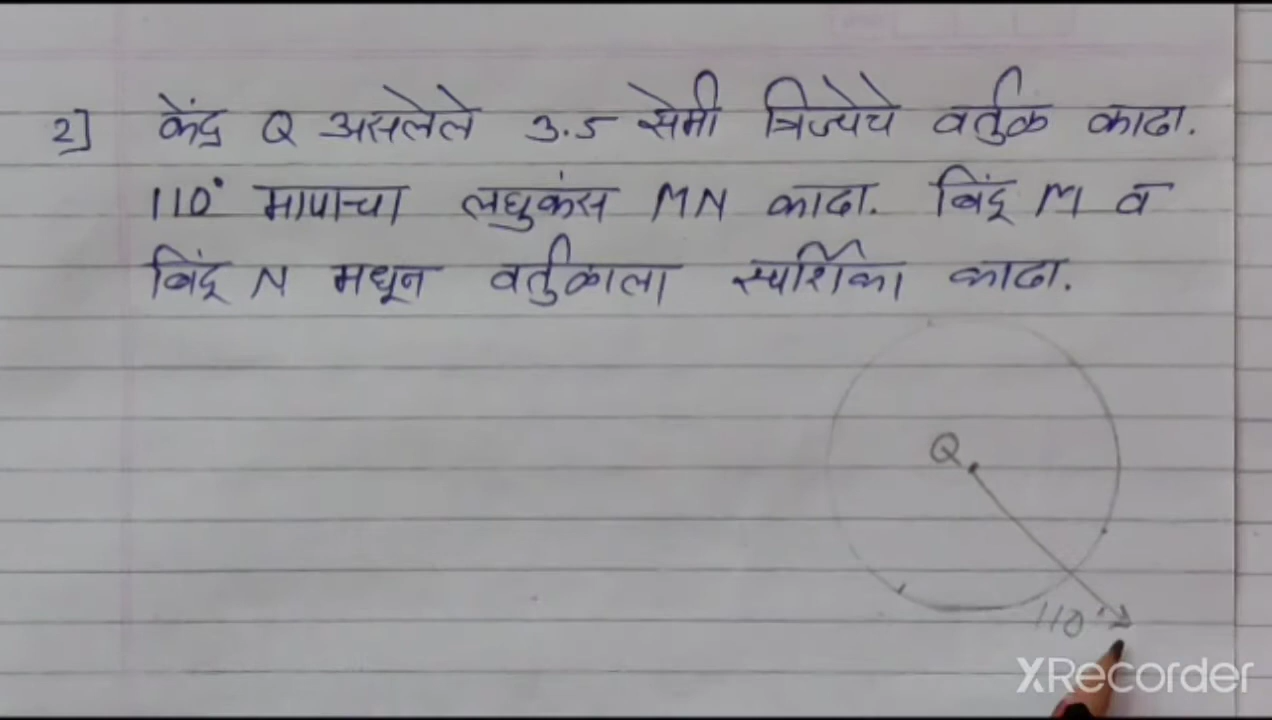 2] केंद्र Q असलेले 3.5 सेमी त्रिज्येचे वर्तुळ काढा.
110° मापाचा लघुकंस MN काढा. बिंदू M व
बिंदू N मधून वर्तुळाला स्पर्शिका काढा.
Q
110°
XRecorder